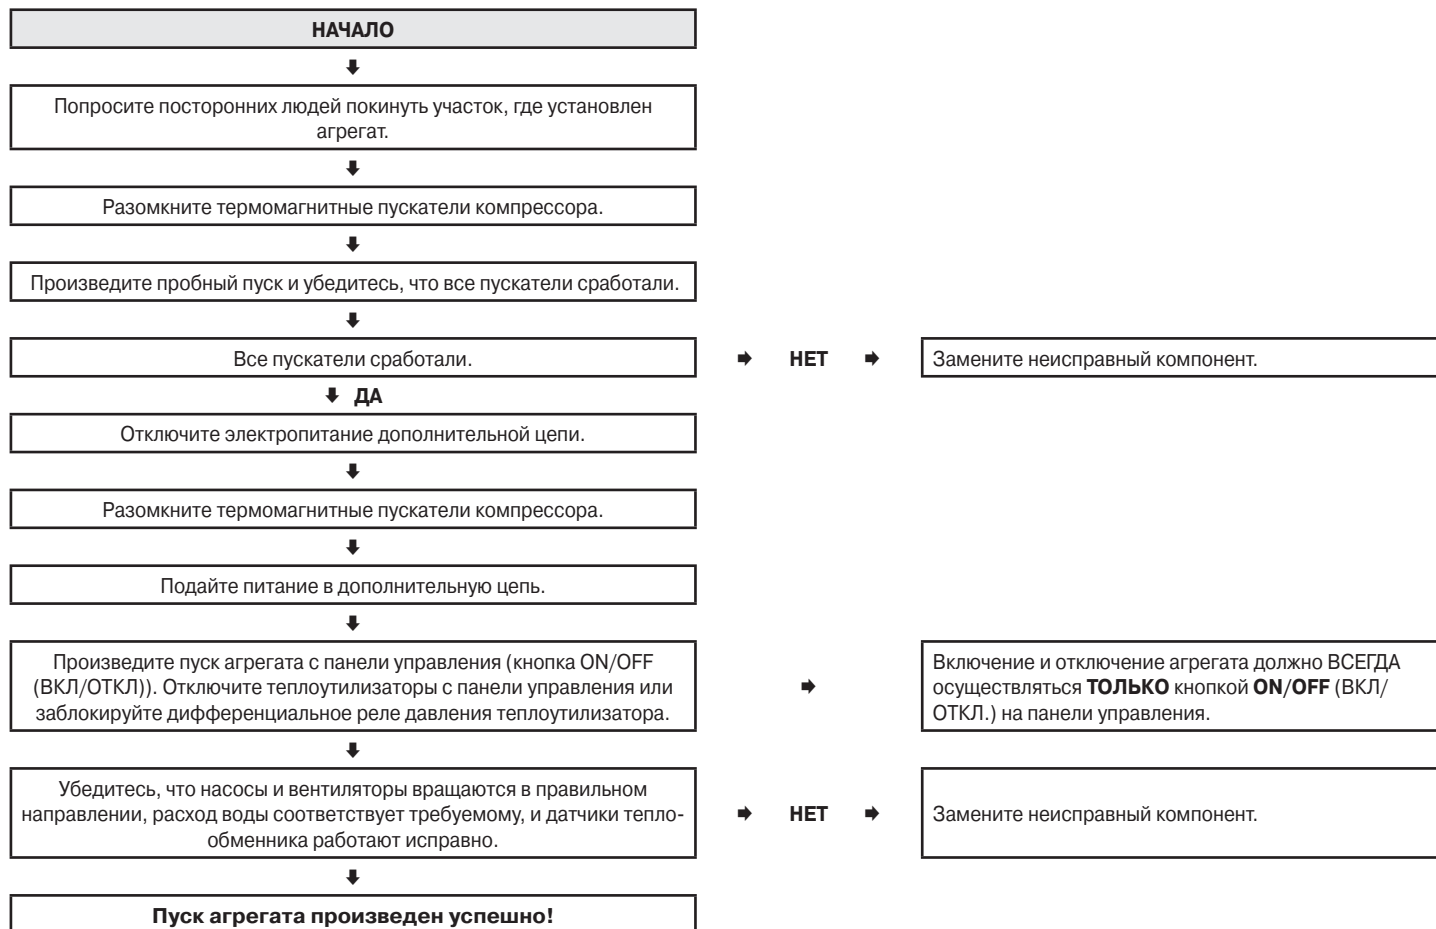 НАЧАЛО
Попросите посторонних людей покинуть участок, где установлен
агрегат.
Разомкните термомагнитные пускатели компрессора.
Произведите пробный пуск и убедитесь, что все пускатели сработали.
Все пускатели сработали.
НЕТ
Замените неисправный компонент.
ДА
Отключите электропитание дополнительной цепи.
Разомкните термомагнитные пускатели компрессора.
Подайте питание в дополнительную цепь.
Произведите пуск агрегата с панели управления (кнопка ON/OFF
(ВКЛ/ОТКЛ)). Отключите теплоутилизаторы с панели управления или
заблокируйте дифференциальное реле давления теплоутилизатора.
Включение и отключение агрегата должно ВСЕГДА
осуществляться ТОЛЬКО кнопкой ON/OFF (ВКЛ/
ОТКЛ.) на панели управления.
Убедитесь, что насосы и вентиляторы вращаются в правильном
направлении, расход воды соответствует требуемому, и датчики тепло-
обменника работают исправно.
НЕТ
Замените неисправный компонент.
Пуск агрегата произведен успешно!